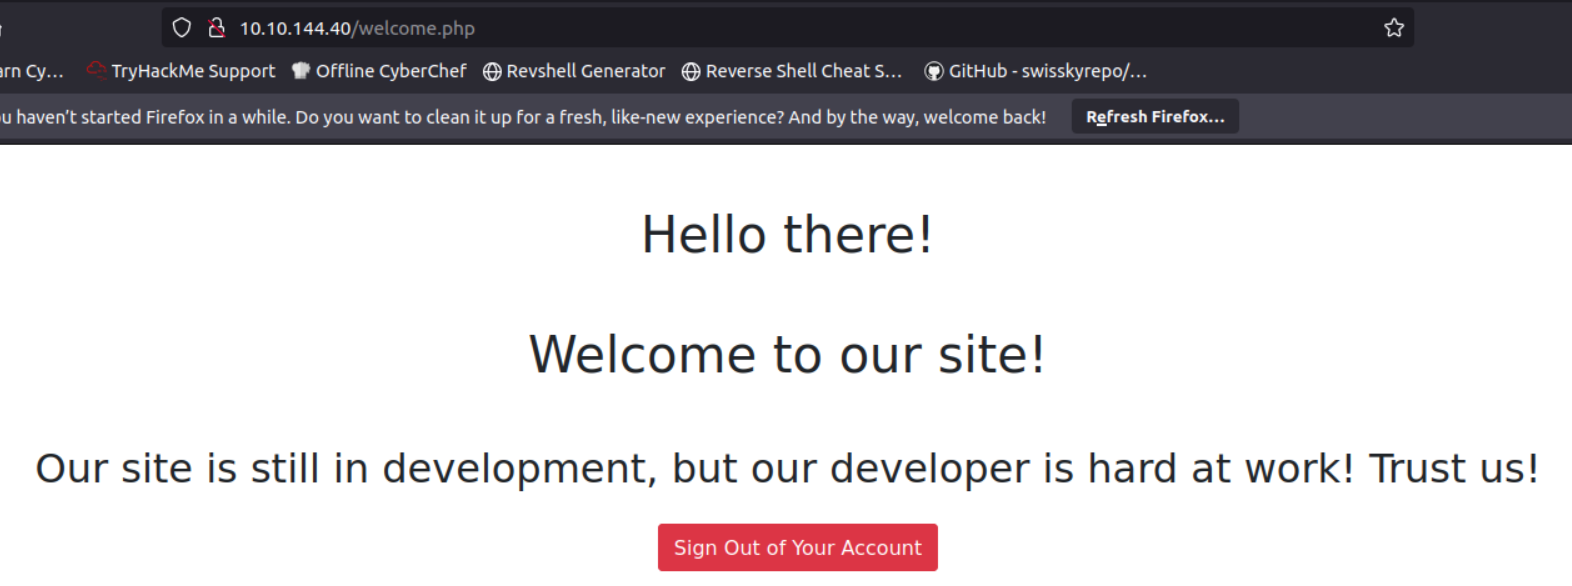 10.10.144.40/welcome.php
arn Cy... TryHackMe Support Offline CyberChef Revshell Generator Reverse Shell Cheat S... GitHub - swisskyrepo/...
u haven't started Firefox in a while. Do you want to clean it up for a fresh, like-new experience? And by the way, welcome back! Refresh Firefox...
Hello there!
Welcome to our site!
Our site is still in development, but our developer is hard at work! Trust us!
Sign Out of Your Account